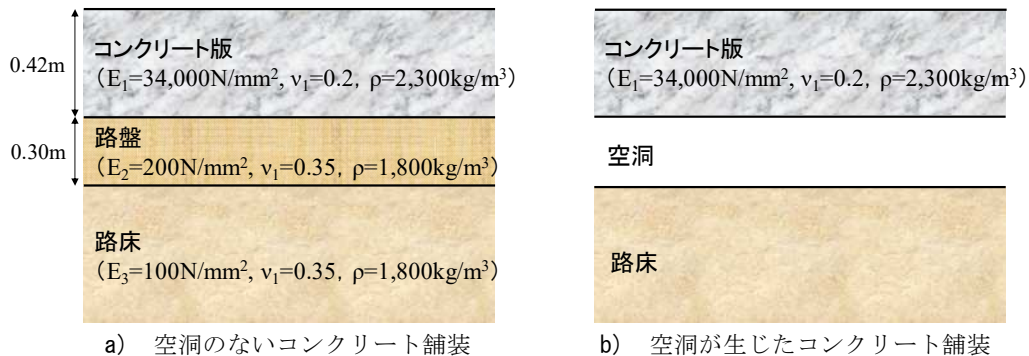 0.42m
コンクリート版
（E₁=34,000N/mm², ν₁=0.2, ρ=2,300kg/m³）
0.30m
路盤
（E₂=200N/mm², ν₁=0.35, ρ=1,800kg/m³）
路床
（E₃=100N/mm², ν₁=0.35, ρ=1,800kg/m³）
a） 空洞のないコンクリート舗装
コンクリート版
（E₁=34,000N/mm², ν₁=0.2, ρ=2,300kg/m³）
空洞
路床
b） 空洞が生じたコンクリート舗装